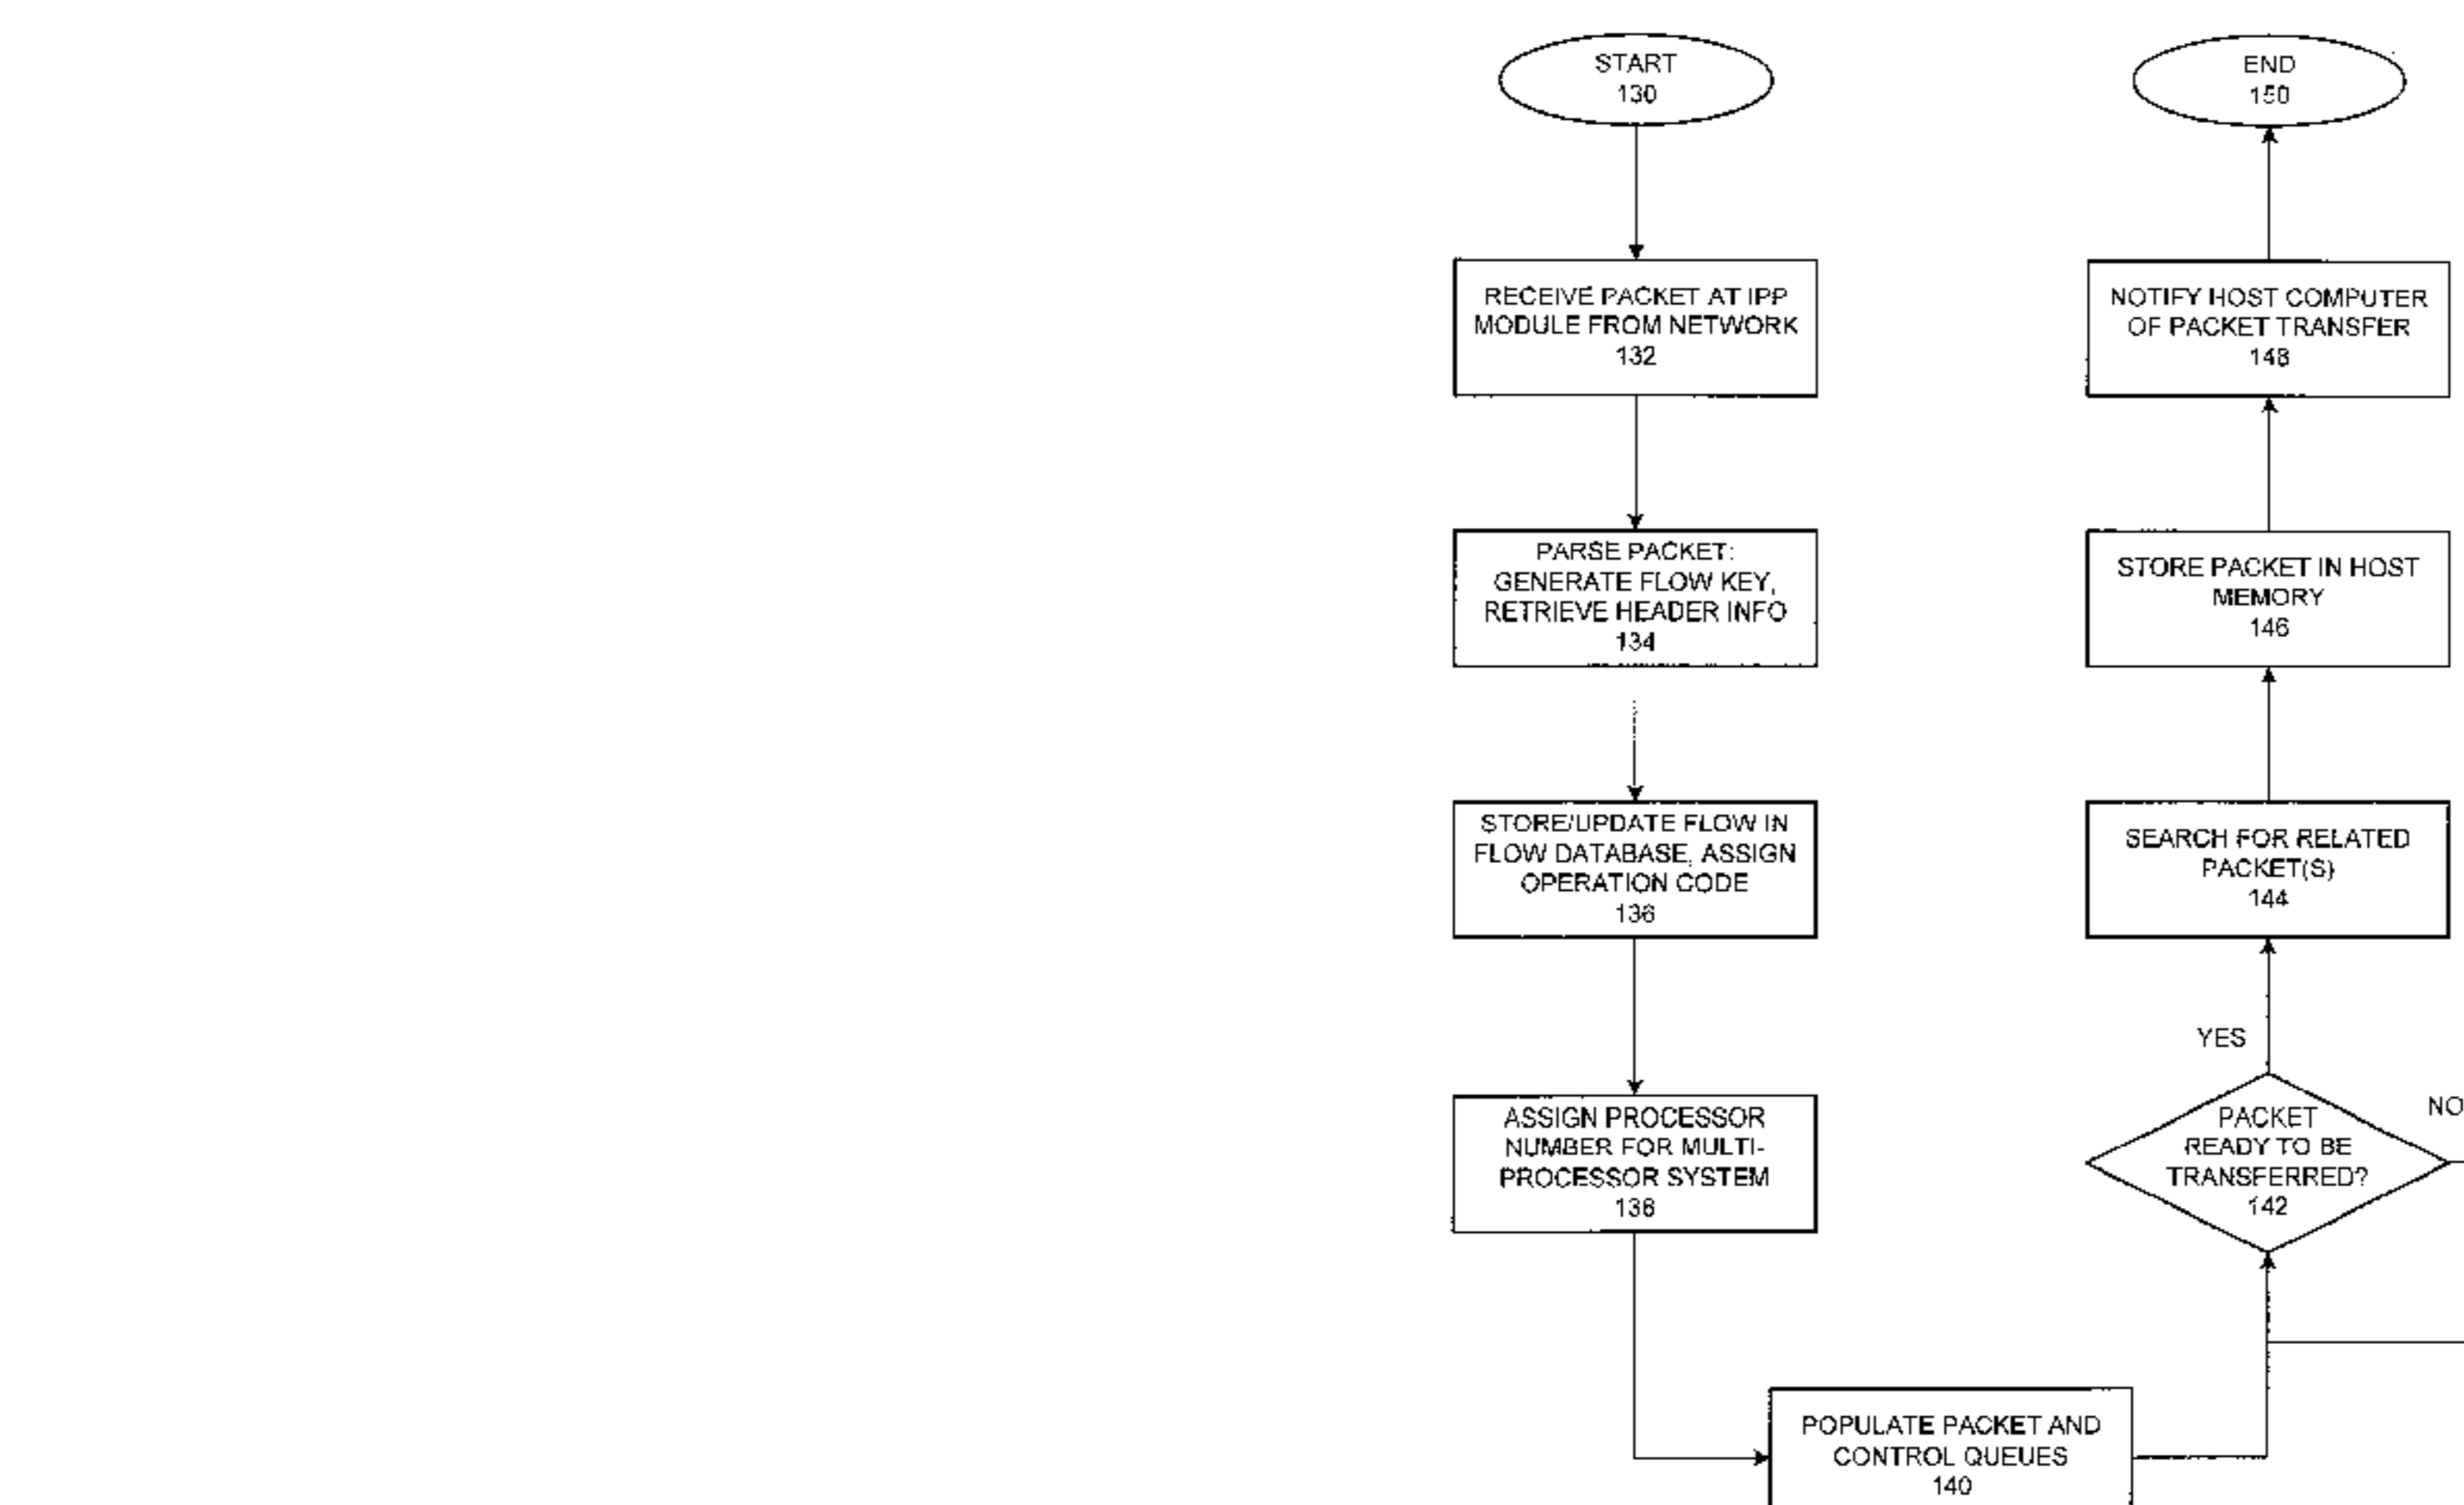 START
130
RECEIVE PACKET AT IPP
MODULE FROM NETWORK
132
PARSE PACKET:
GENERATE FLOW KEY,
RETRIEVE HEADER INFO
134
STORE/UPDATE FLOW IN
FLOW DATABASE, ASSIGN
OPERATION CODE
136
ASSIGN PROCESSOR
NUMBER FOR MULTI-
PROCESSOR SYSTEM
138
POPULATE PACKET AND
CONTROL QUEUES
140
PACKET
READY TO BE
TRANSFERRED?
142
NO
YES
SEARCH FOR RELATED
PACKET(S)
144
STORE PACKET IN HOST
MEMORY
146
NOTIFY HOST COMPUTER
OF PACKET TRANSFER
148
END
150